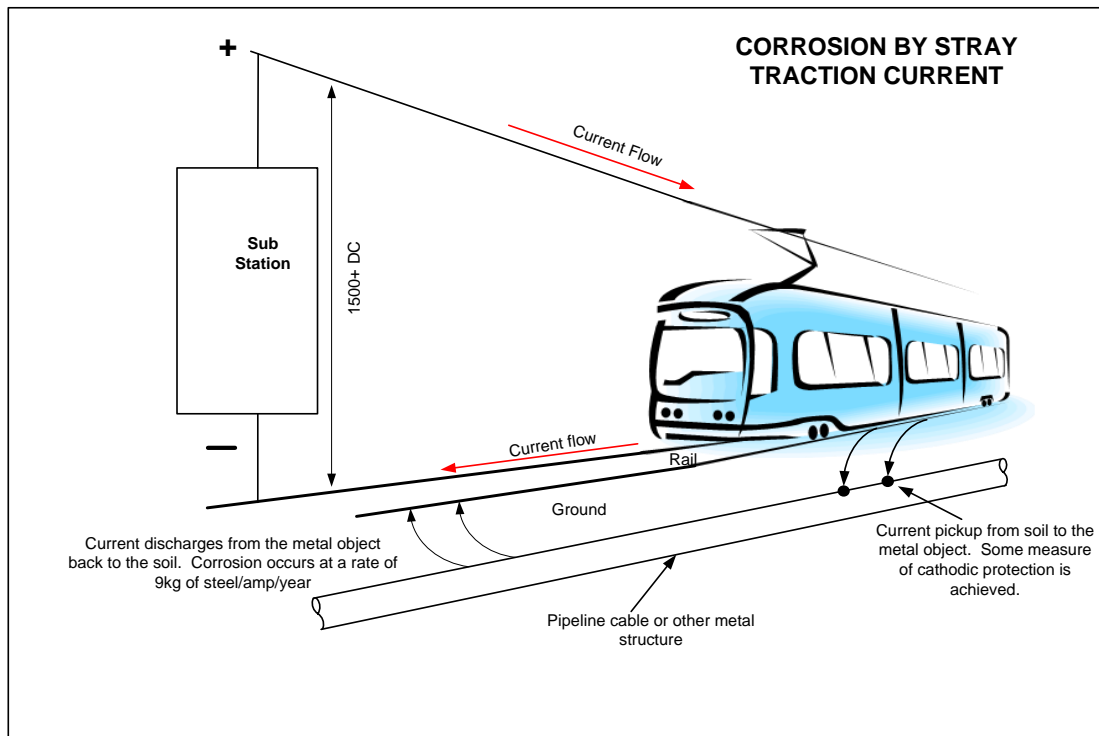 CORROSION BY STRAY
TRACTION CURRENT
+
Current Flow
Sub
Station
1500+ DC
–
Current flow
Rail
Ground
Current discharges from the metal object
back to the soil.  Corrosion occurs at a rate of
9kg of steel/amp/year
Current pickup from soil to the
metal object.  Some measure
of cathodic protection is
achieved.
Pipeline cable or other metal
structure